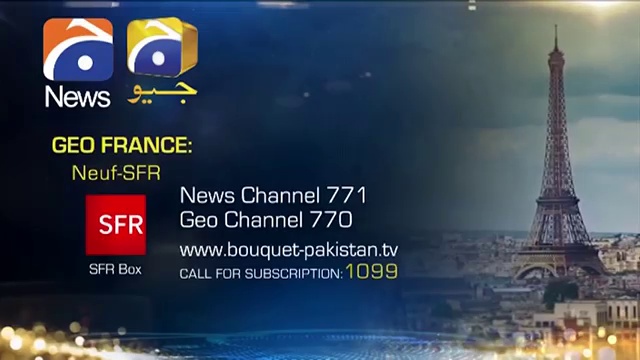 News
جیو
GEO FRANCE:
Neuf-SFR
SFR
SFR Box
News Channel 771
Geo Channel 770
www.bouquet-pakistan.tv
CALL FOR SUBSCRIPTION:1099